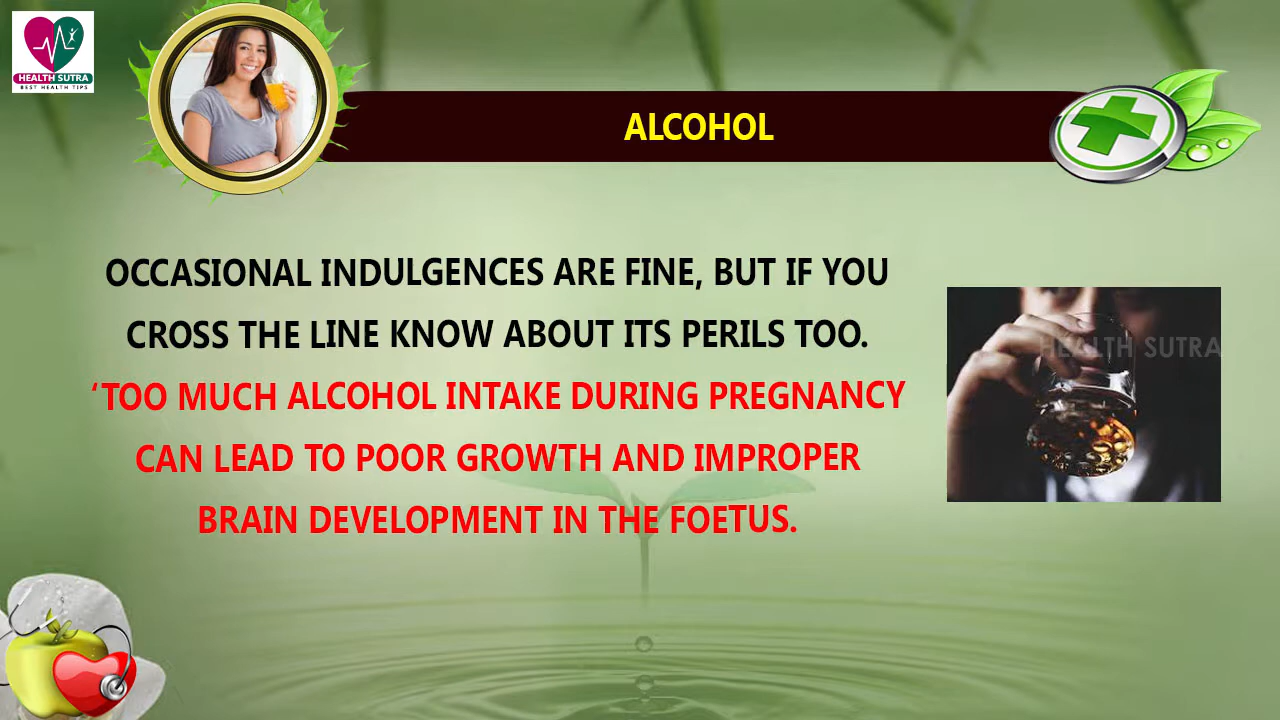 HEALTH SUTRA
BEST HEALTH TIPS
ALCOHOL
OCCASIONAL INDULGENCES ARE FINE, BUT IF YOU
CROSS THE LINE KNOW ABOUT ITS PERILS TOO.
‘TOO MUCH ALCOHOL INTAKE DURING PREGNANCY
CAN LEAD TO POOR GROWTH AND IMPROPER
BRAIN DEVELOPMENT IN THE FOETUS.
HEALTH SUTRA